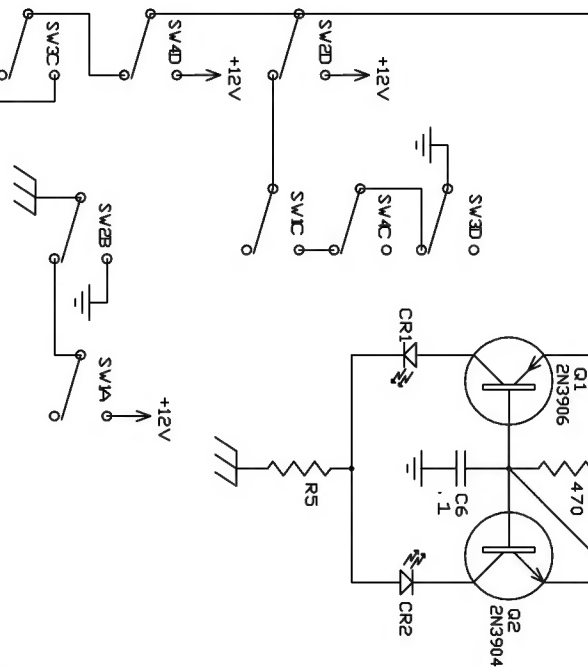 SW3C
SW4D
+12V
SW2D
+12V
SW2B
SW1A
+12V
SW1C
SW4C
SW3D
CR1
Q1
2N3906
470
C6
.1
R5
CR2
Q2
2N3904